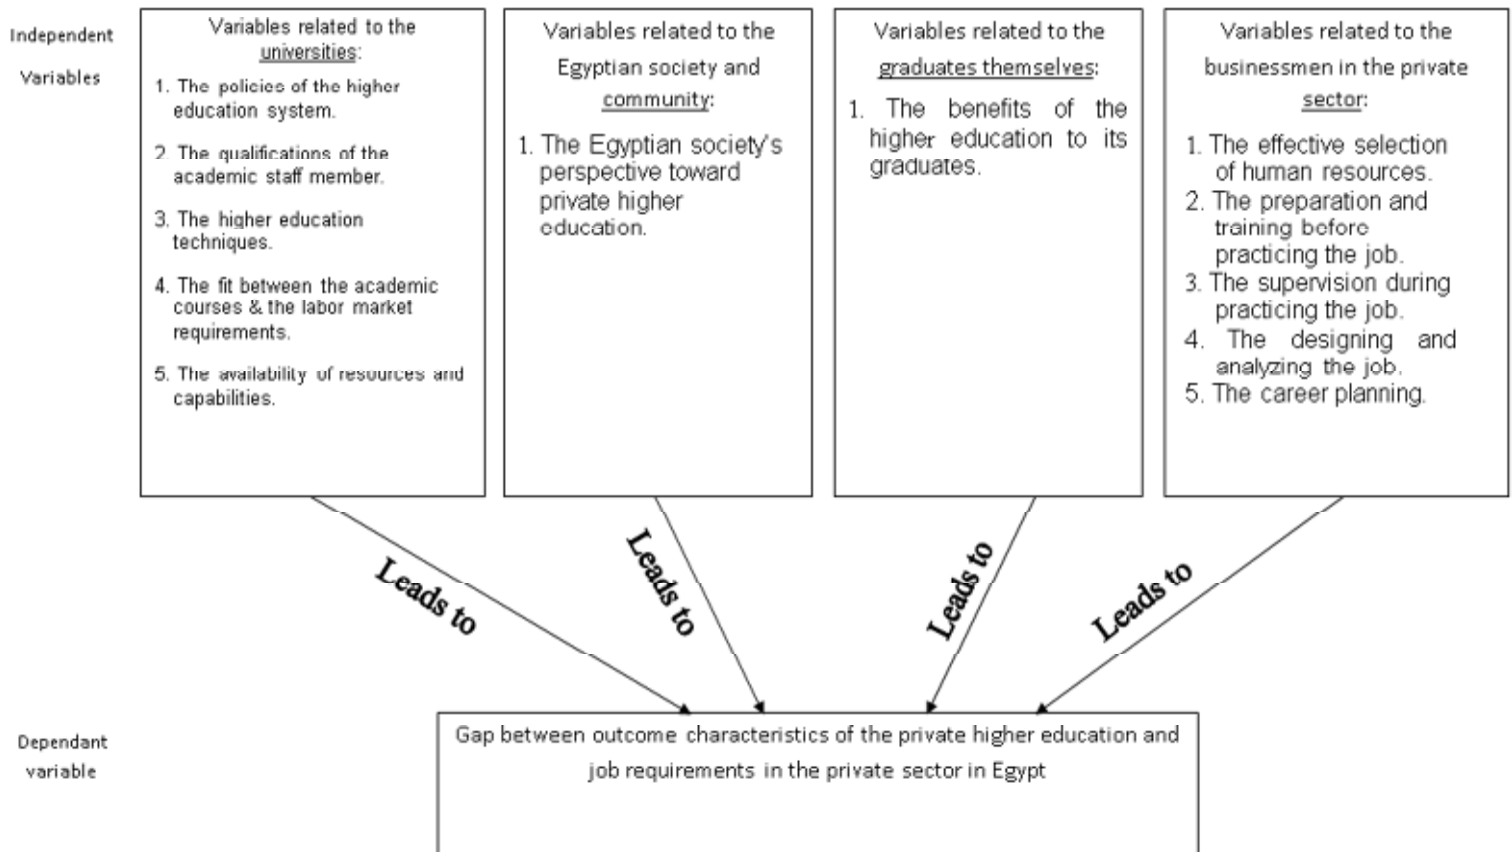 Independent
Variables
Variables related to the
universities:
1. The policies of the higher
education system.
2. The qualifications of the
academic staff member.
3. The higher education
techniques.
4. The fit between the academic
courses & the labor market
requirements.
5. The availability of resources and
capabilities.
Variables related to the
Egyptian society and
community:
1. The Egyptian society's
perspective toward
private higher
education.
Variables related to the
graduates themselves:
1. The benefits of the
higher education to its
graduates.
Variables related to the
businessmen in the private
sector:
1. The effective selection
of human resources.
2. The preparation and
training before
practicing the job.
3. The supervision during
practicing the job.
4. The designing and
analyzing the job.
5. The career planning.
Leads to
Leads to
Leads to
Leads to
Dependant
variable
Gap between outcome characteristics of the private higher education and
job requirements in the private sector in Egypt